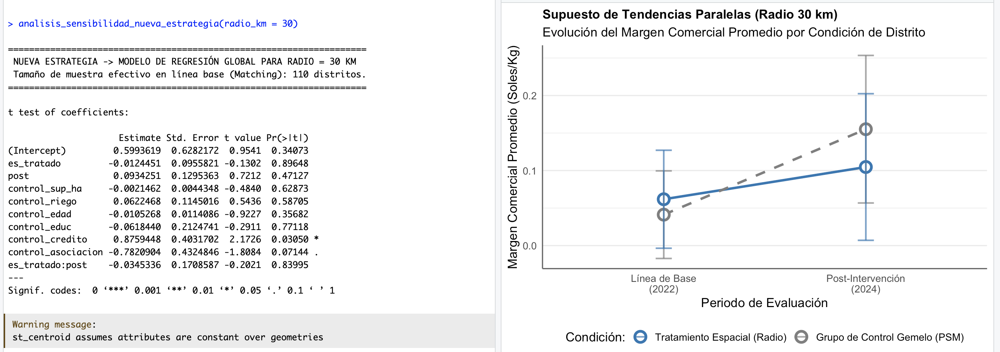 > analisis_sensibilidad_nueva_estrategia(radio_km = 30)
====================================================================
NUEVA ESTRATEGIA -> MODELO DE REGRESIÓN GLOBAL PARA RADIO = 30 KM
Tamaño de muestra efectivo en línea base (Matching): 110 distritos.
====================================================================
t test of coefficients:
Estimate Std. Error t value Pr(>|t|)
(Intercept) 0.5993619 0.6282172 0.9541 0.34073
es_tratado -0.0124451 0.0955821 -0.1302 0.89648
post 0.0934251 0.1295363 0.7212 0.47127
control_sup_ha -0.0021462 0.0044348 -0.4840 0.62873
control_riego 0.0622468 0.1145016 0.5436 0.58705
control_edad -0.0105268 0.0114086 -0.9227 0.35682
control_educ -0.0618440 0.2124741 -0.2911 0.77118
control_credito 0.8759448 0.4031702 2.1726 0.03050 *
control_asociacion -0.7820904 0.4324846 -1.8084 0.07144 .
es_tratado:post -0.0345336 0.1708587 -0.2021 0.83995
---
Signif. codes: 0 ‘***’ 0.001 ‘**’ 0.01 ‘*’ 0.05 ‘.’ 0.1 ‘ ’ 1
Warning message:
st_centroid assumes attributes are constant over geometries
Supuesto de Tendencias Paralelas (Radio 30 km)
Evolución del Margen Comercial Promedio por Condición de Distrito
Margen Comercial Promedio (Soles/Kg)
0.2
0.1
0.0
Línea de Base
(2022)
Post-Intervención
(2024)
Periodo de Evaluación
Condición: Tratamiento Espacial (Radio) Grupo de Control Gemelo (PSM)